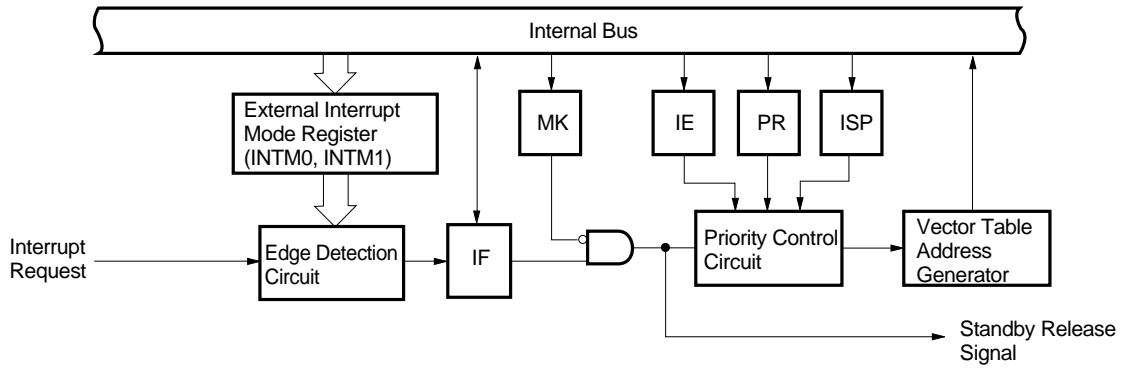 Internal Bus
External Interrupt
Mode Register
(INTM0, INTM1)
MK
IE
PR
ISP
Interrupt
Request
Edge Detection
Circuit
IF
Priority Control
Circuit
Vector Table
Address
Generator
Standby Release
Signal